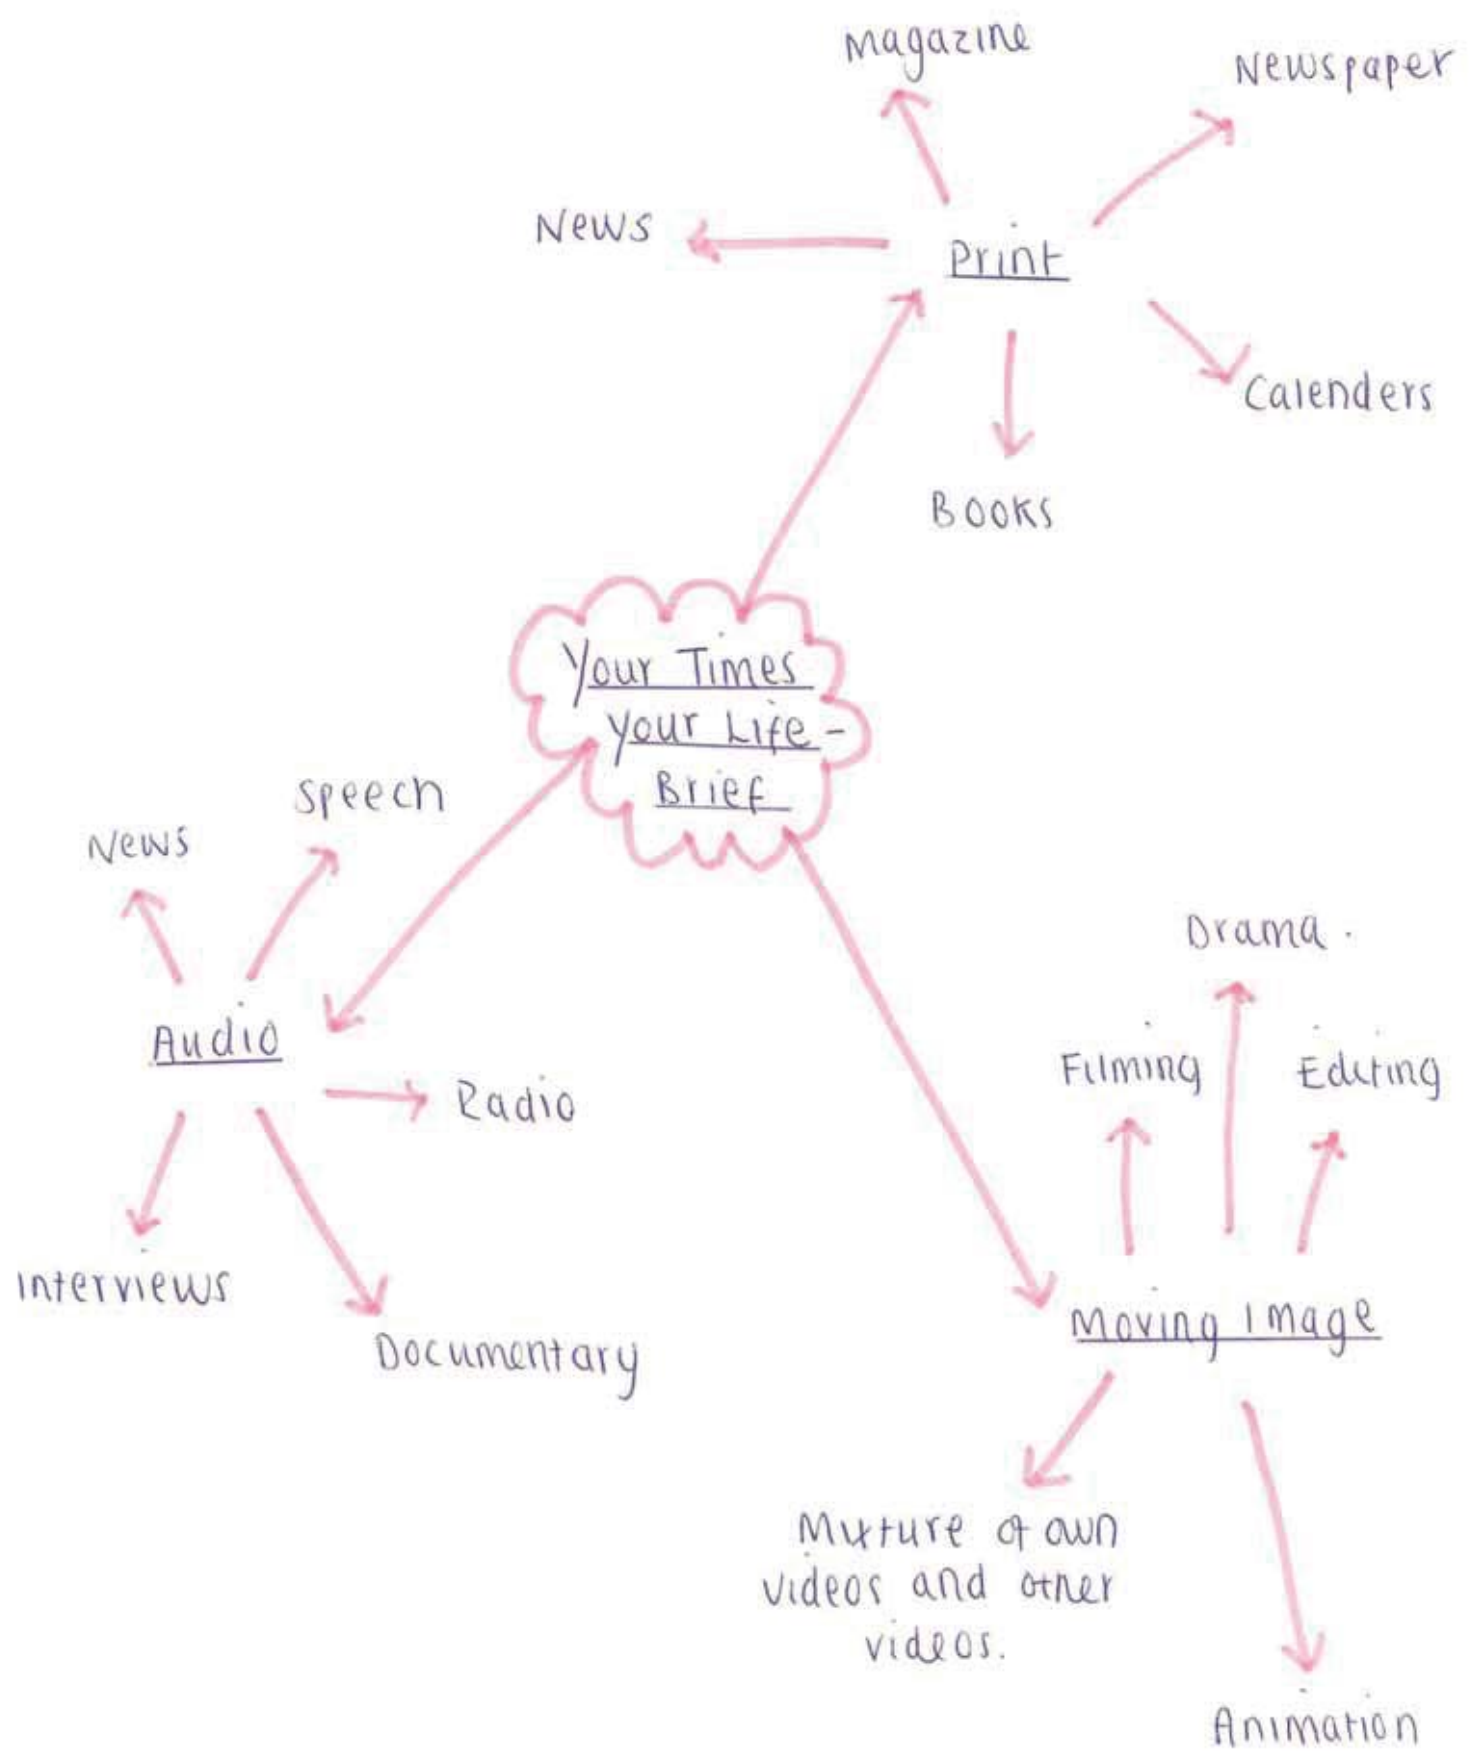 Magazine
Newspaper
News
Print
Calenders
Books
Your Times
your Life -
Brief
Speech
News
Audio
Radio
Interviews
Documentary
Drama.
Filming
Editing
Moving Image
Mixture of own
videos and other
videos.
Animation